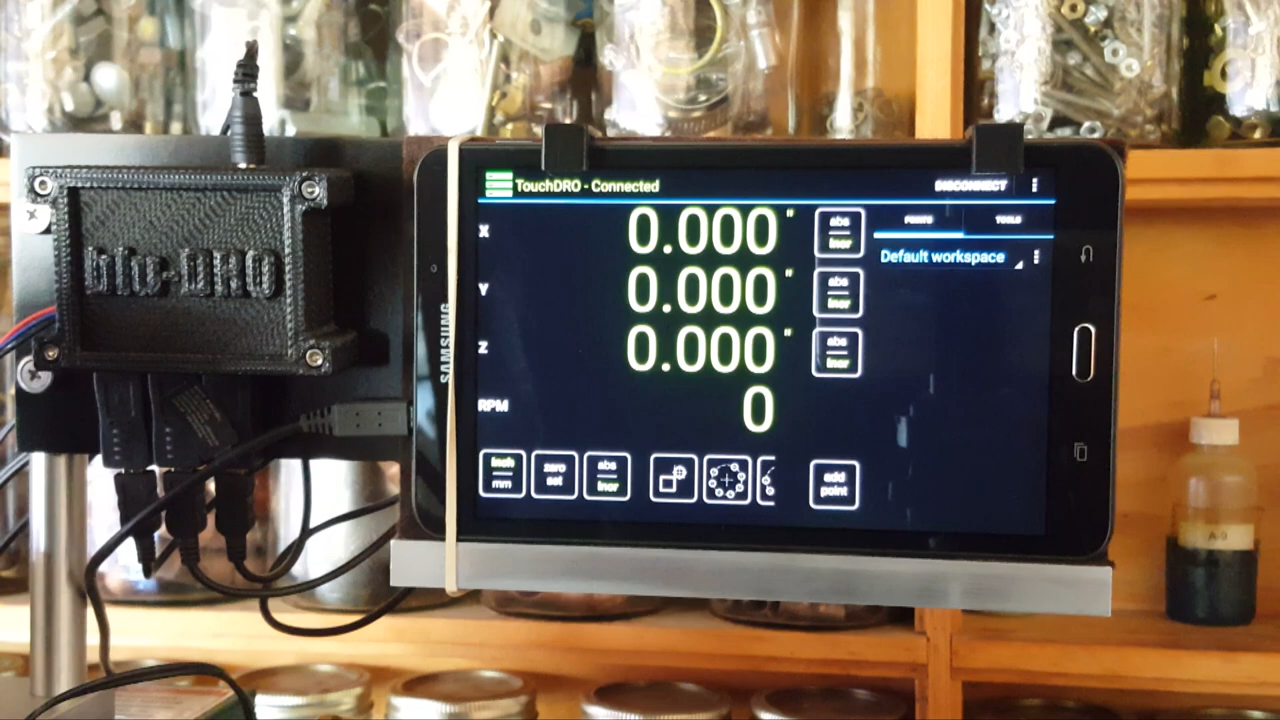 blu-DRO
SAMSUNG
TouchDRO - Connected
DISCONNECT
X
0.000"
abs
incr
Y
0.000"
abs
incr
Z
0.000"
abs
incr
RPM
0
inch
mm
zero
set
abs
incr
add
point
POINTS
TOOLS
Default workspace
A-9